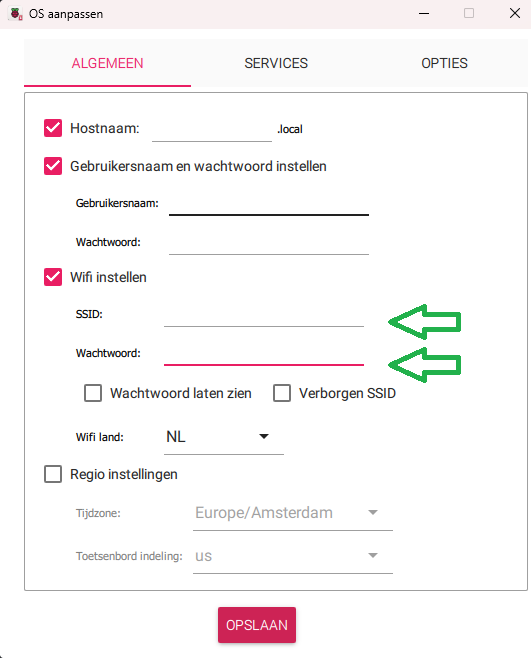 OS aanpassen
ALGEMEEN SERVICES OPTIES
Hostnaam: .local
Gebruikersnaam en wachtwoord instellen
Gebruikersnaam:
Wachtwoord:
Wifi instellen
SSID:
Wachtwoord:
Wachtwoord laten zien Verborgen SSID
Wifi land: NL
Regio instellingen
Tijdzone: Europe/Amsterdam
Toetsenbord indeling: us
OPSLAAN